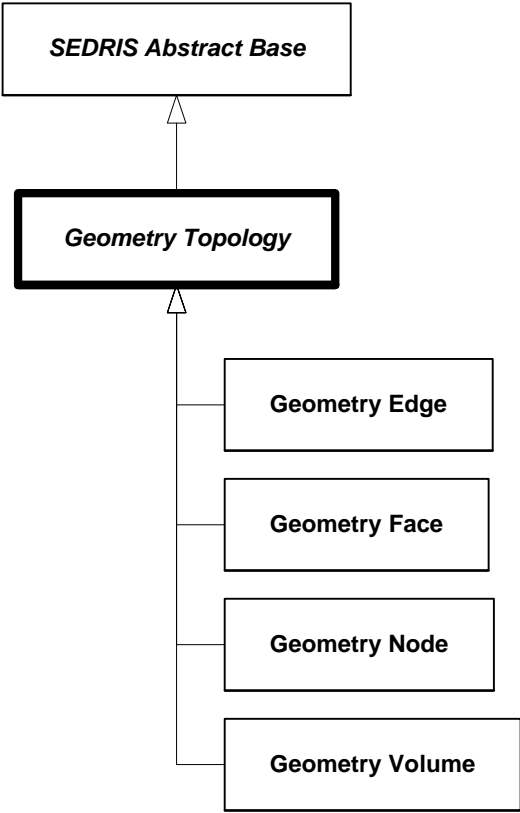 SEDRIS Abstract Base
Geometry Topology
Geometry Edge
Geometry Face
Geometry Node
Geometry Volume